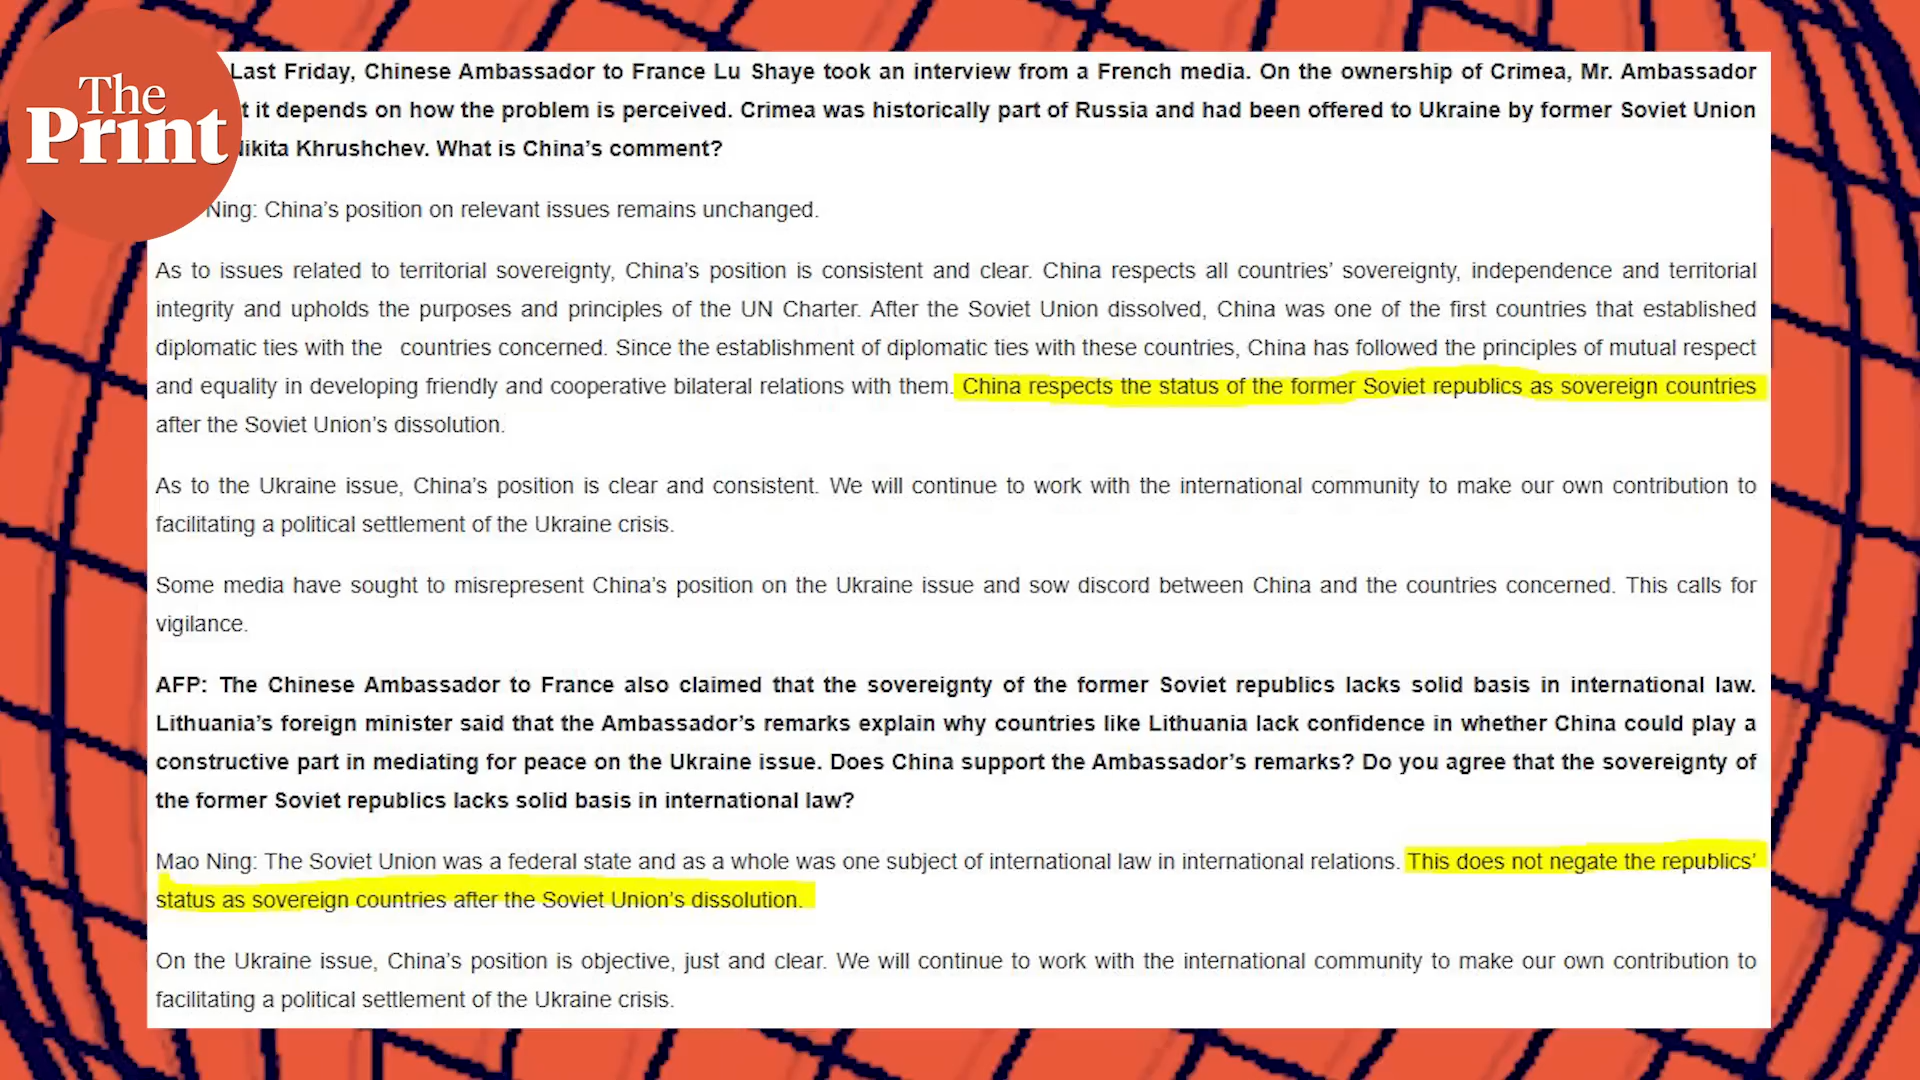 The
Print
Last Friday, Chinese Ambassador to France Lu Shaye took an interview from a French media. On the ownership of Crimea, Mr. Ambassador
it depends on how the problem is perceived. Crimea was historically part of Russia and had been offered to Ukraine by former Soviet Union
Khrushchev. What is China’s comment?
Ning: China’s position on relevant issues remains unchanged.
As to issues related to territorial sovereignty, China’s position is consistent and clear. China respects all countries’ sovereignty, independence and territorial
integrity and upholds the purposes and principles of the UN Charter. After the Soviet Union dissolved, China was one of the first countries that established
diplomatic ties with the countries concerned. Since the establishment of diplomatic ties with these countries, China has followed the principles of mutual respect
and equality in developing friendly and cooperative bilateral relations with them. China respects the status of the former Soviet republics as sovereign countries
after the Soviet Union’s dissolution.
As to the Ukraine issue, China’s position is clear and consistent. We will continue to work with the international community to make our own contribution to
facilitating a political settlement of the Ukraine crisis.
Some media have sought to misrepresent China’s position on the Ukraine issue and sow discord between China and the countries concerned. This calls for
vigilance.
AFP: The Chinese Ambassador to France also claimed that the sovereignty of the former Soviet republics lacks solid basis in international law.
Lithuania’s foreign minister said that the Ambassador’s remarks explain why countries like Lithuania lack confidence in whether China could play a
constructive part in mediating for peace on the Ukraine issue. Does China support the Ambassador’s remarks? Do you agree that the sovereignty of
the former Soviet republics lacks solid basis in international law?
Mao Ning: The Soviet Union was a federal state and as a whole was one subject of international law in international relations. This does not negate the republics’
status as sovereign countries after the Soviet Union’s dissolution.
On the Ukraine issue, China’s position is objective, just and clear. We will continue to work with the international community to make our own contribution to
facilitating a political settlement of the Ukraine crisis.